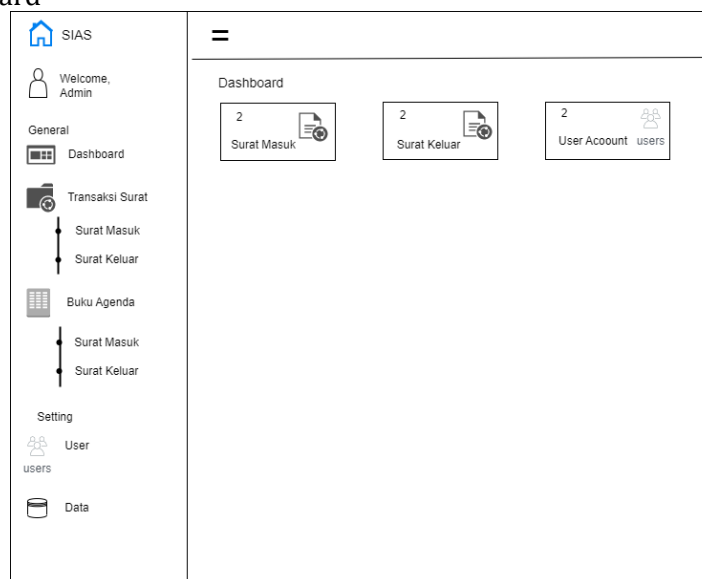 SIAS
Welcome,
Admin
General
Dashboard
Transaksi Surat
Surat Masuk
Surat Keluar
Buku Agenda
Surat Masuk
Surat Keluar
Setting
User
users
Data
Dashboard
2
Surat Masuk
2
Surat Keluar
2
User Acoount users